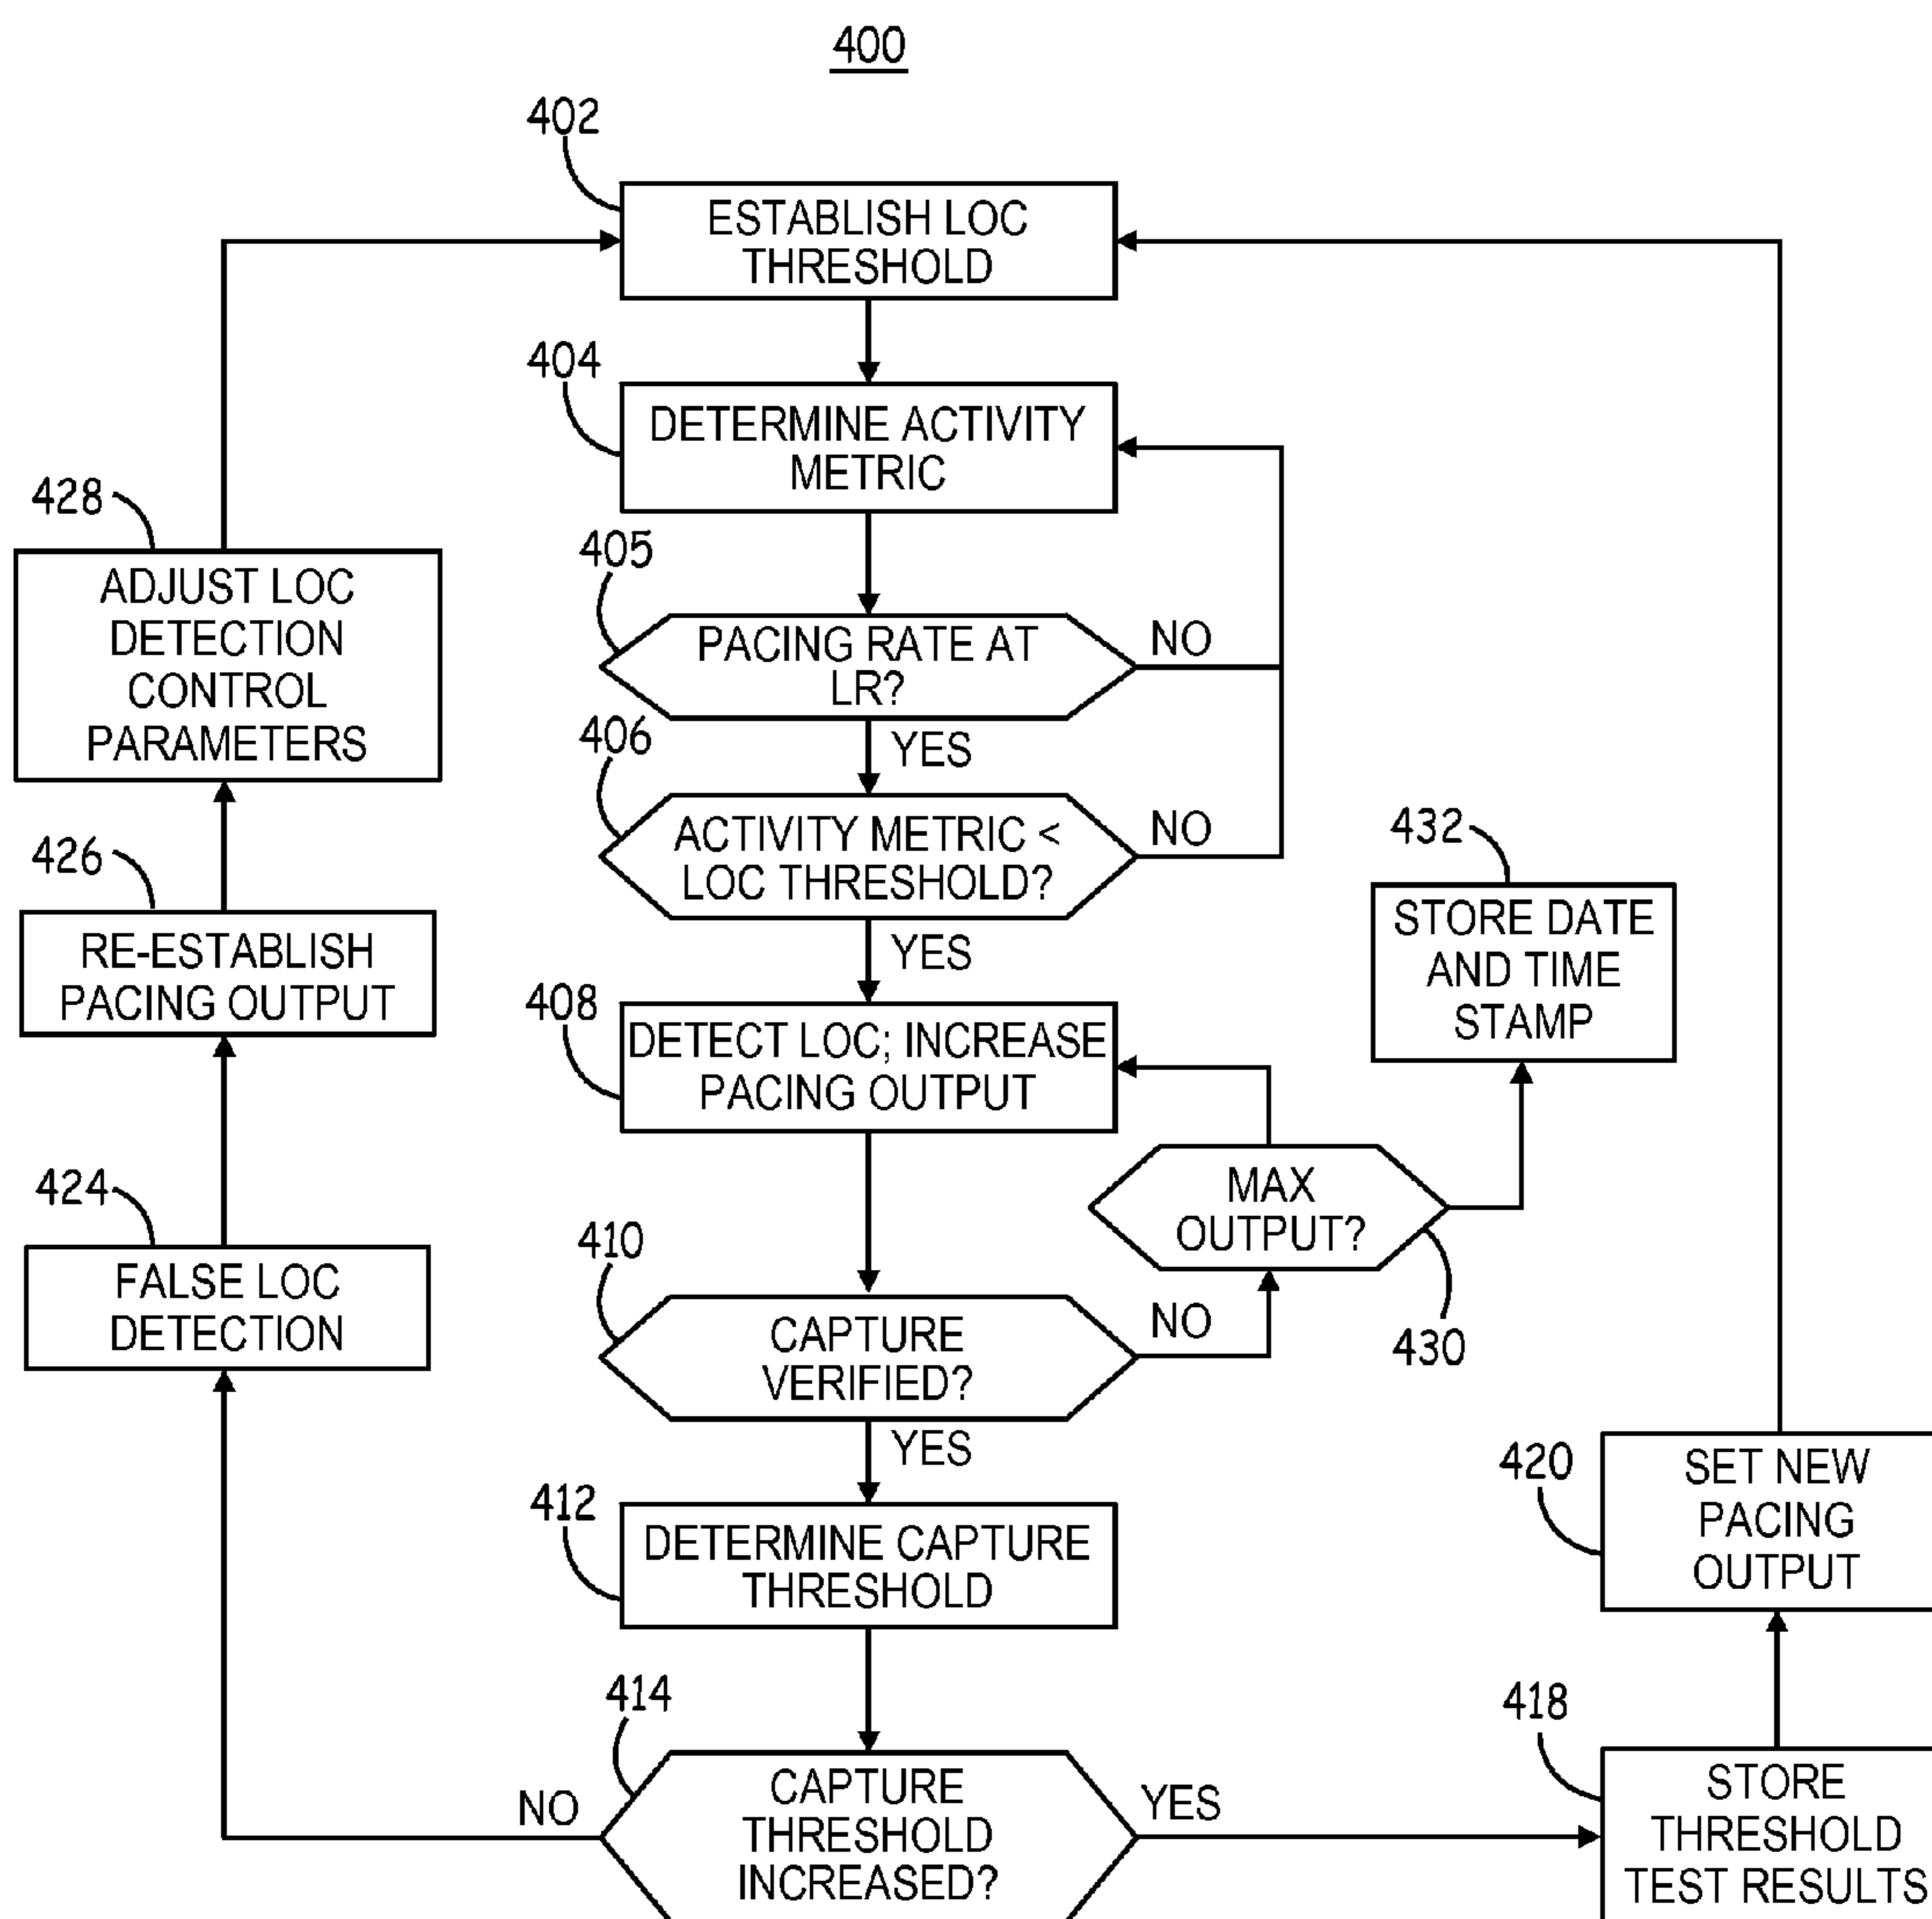 400
402
ESTABLISH LOC
THRESHOLD
404
DETERMINE ACTIVITY
METRIC
405
PACING RATE AT
LR?
NO
YES
406
ACTIVITY METRIC <
LOC THRESHOLD?
NO
YES
408
DETECT LOC; INCREASE
PACING OUTPUT
410
CAPTURE
VERIFIED?
NO
YES
MAX
OUTPUT?
430
432
STORE DATE
AND TIME
STAMP
412
DETERMINE CAPTURE
THRESHOLD
414
CAPTURE
THRESHOLD
INCREASED?
NO
YES
418
STORE
THRESHOLD
TEST RESULTS
420
SET NEW
PACING
OUTPUT
424
FALSE LOC
DETECTION
426
RE-ESTABLISH
PACING OUTPUT
428
ADJUST LOC
DETECTION
CONTROL
PARAMETERS